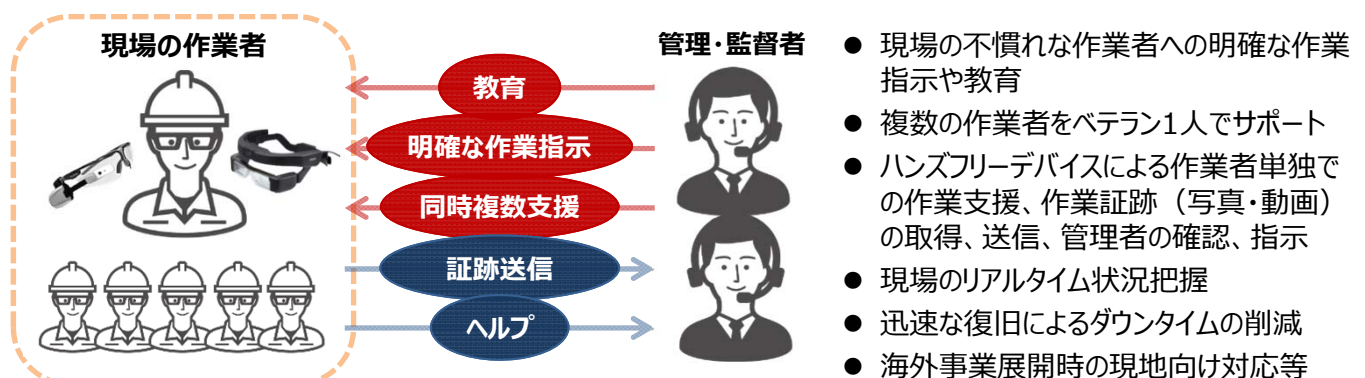 現場の作業者
管理・監督者
教育
明確な作業指示
同時複数支援
証跡送信
ヘルプ
● 現場の不慣れな作業者への明確な作業
指示や教育
● 複数の作業者をベテラン1人でサポート
● ハンズフリーデバイスによる作業者単独で
の作業支援、作業証跡（写真・動画）
の取得、送信、管理者の確認、指示
● 現場のリアルタイム状況把握
● 迅速な復旧によるダウンタイムの削減
● 海外事業展開時の現地向け対応等